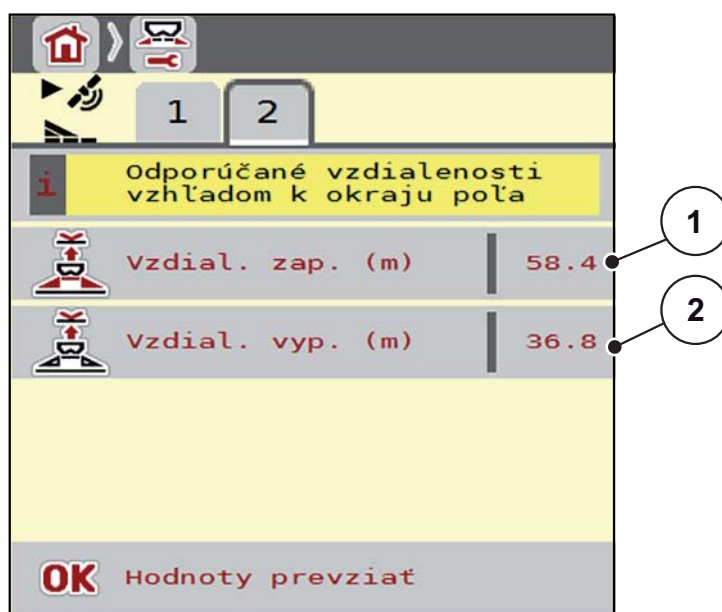 1
2
i
Odporúčané vzdialenosti
vzhľadom k okraju poľa
Vzdial. zap. (m)
58.4
1
Vzdial. vyp. (m)
36.8
2
OK Hodnoty prevziať